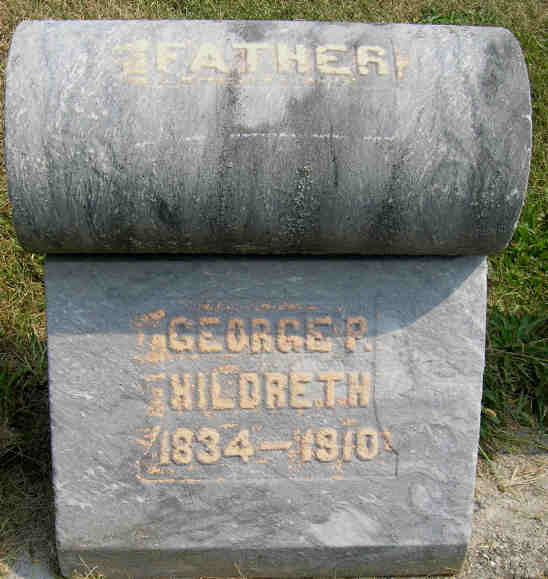 FATHER
GEORGE P.
HILDRETH
1834-1910